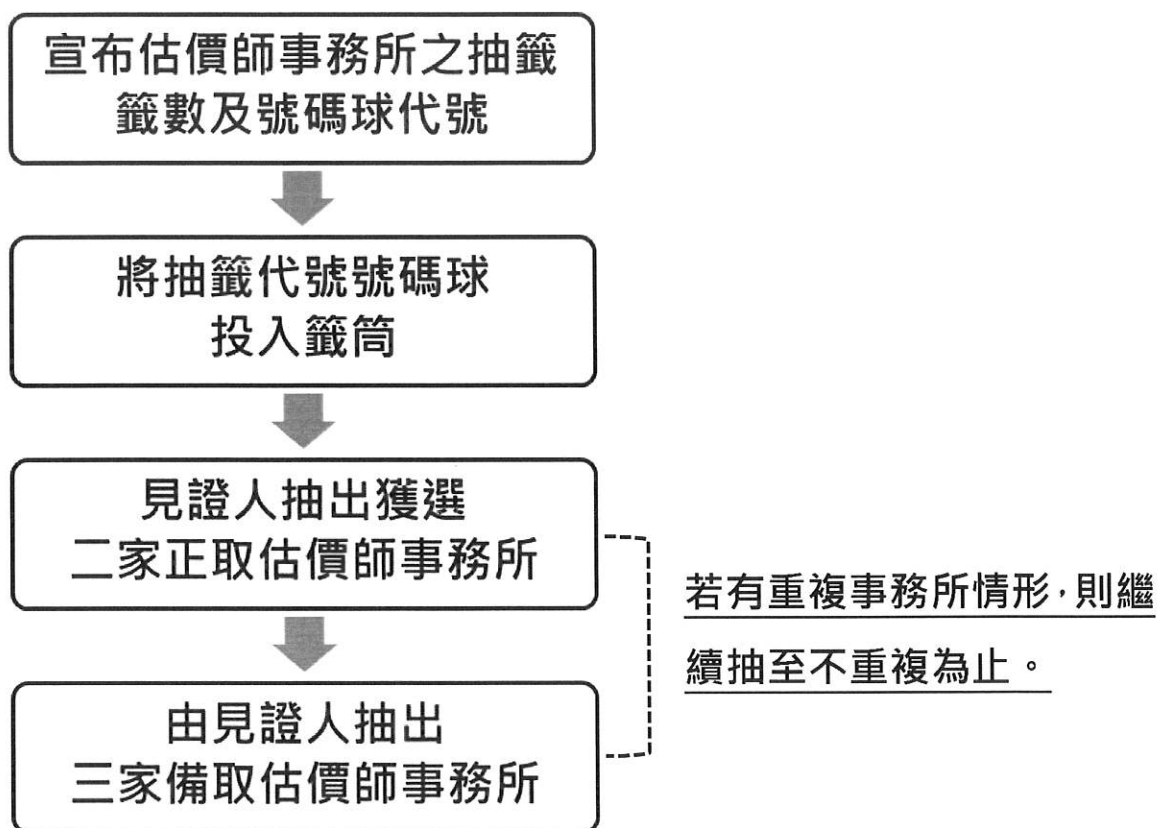 宣布估價師事務所之抽籤
籤數及號碼球代號
將抽籤代號號碼球
投入籤筒
見證人抽出獲選
二家正取估價師事務所
若有重複事務所情形，則繼
續抽至不重複為止。
由見證人抽出
三家備取估價師事務所